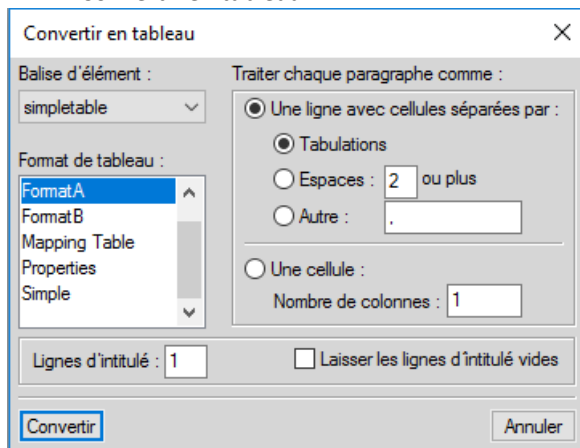 Convertir en tableau
Balise d'élément :
simpletable
Format de tableau :
FormatA
FormatB
Mapping Table
Properties
Simple
Traiter chaque paragraphe comme :
Une ligne avec cellules séparées par :
Tabulations
Espaces : 2 ou plus
Autre : .
Une cellule :
Nombre de colonnes : 1
Lignes d'intitulé : 1
Laisser les lignes d'intitulé vides
Convertir
Annuler